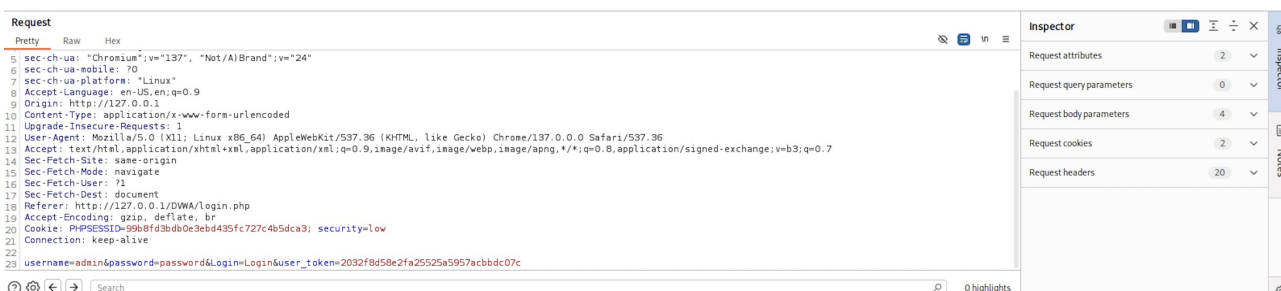 Request
Pretty Raw Hex
\n
5 sec-ch-ua: "Chromium";v="137", "Not/A)Brand";v="24"
6 sec-ch-ua-mobile: ?0
7 sec-ch-ua-platform: "Linux"
8 Accept-Language: en-US,en;q=0.9
9 Origin: http://127.0.0.1
10 Content-Type: application/x-www-form-urlencoded
11 Upgrade-Insecure-Requests: 1
12 User-Agent: Mozilla/5.0 (X11; Linux x86_64) AppleWebKit/537.36 (KHTML, like Gecko) Chrome/137.0.0.0 Safari/537.36
13 Accept: text/html,application/xhtml+xml,application/xml;q=0.9,image/avif,image/webp,image/apng,*/*;q=0.8,application/signed-exchange;v=b3;q=0.7
14 Sec-Fetch-Site: same-origin
15 Sec-Fetch-Mode: navigate
16 Sec-Fetch-User: ?1
17 Sec-Fetch-Dest: document
18 Referer: http://127.0.0.1/DVWA/login.php
19 Accept-Encoding: gzip, deflate, br
20 Cookie: PHPSESSID=99b8fd3bdb0e3ebd435fc727c4b5dca3; security=low
21 Connection: keep-alive
22
23 username=admin&password=password&Login=Login&user_token=2032f8d58e2fa25525a5957acbbdc07c
Search
0 highlights
Inspector
Request attributes 2
Request query parameters 0
Request body parameters 4
Request cookies 2
Request headers 20
Inspector
Notes